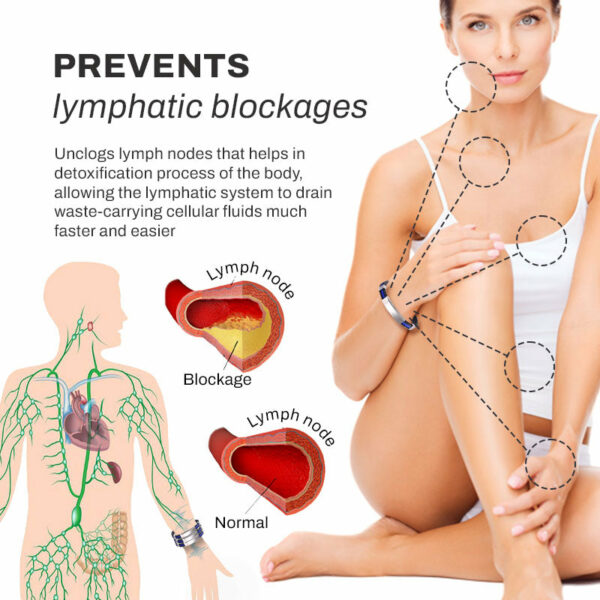 PREVENTS
lymphatic blockages
Unclogs lymph nodes that helps in
detoxification process of the body,
allowing the lymphatic system to drain
waste-carrying cellular fluids much
faster and easier
Lymph node
Blockage
Lymph node
Normal